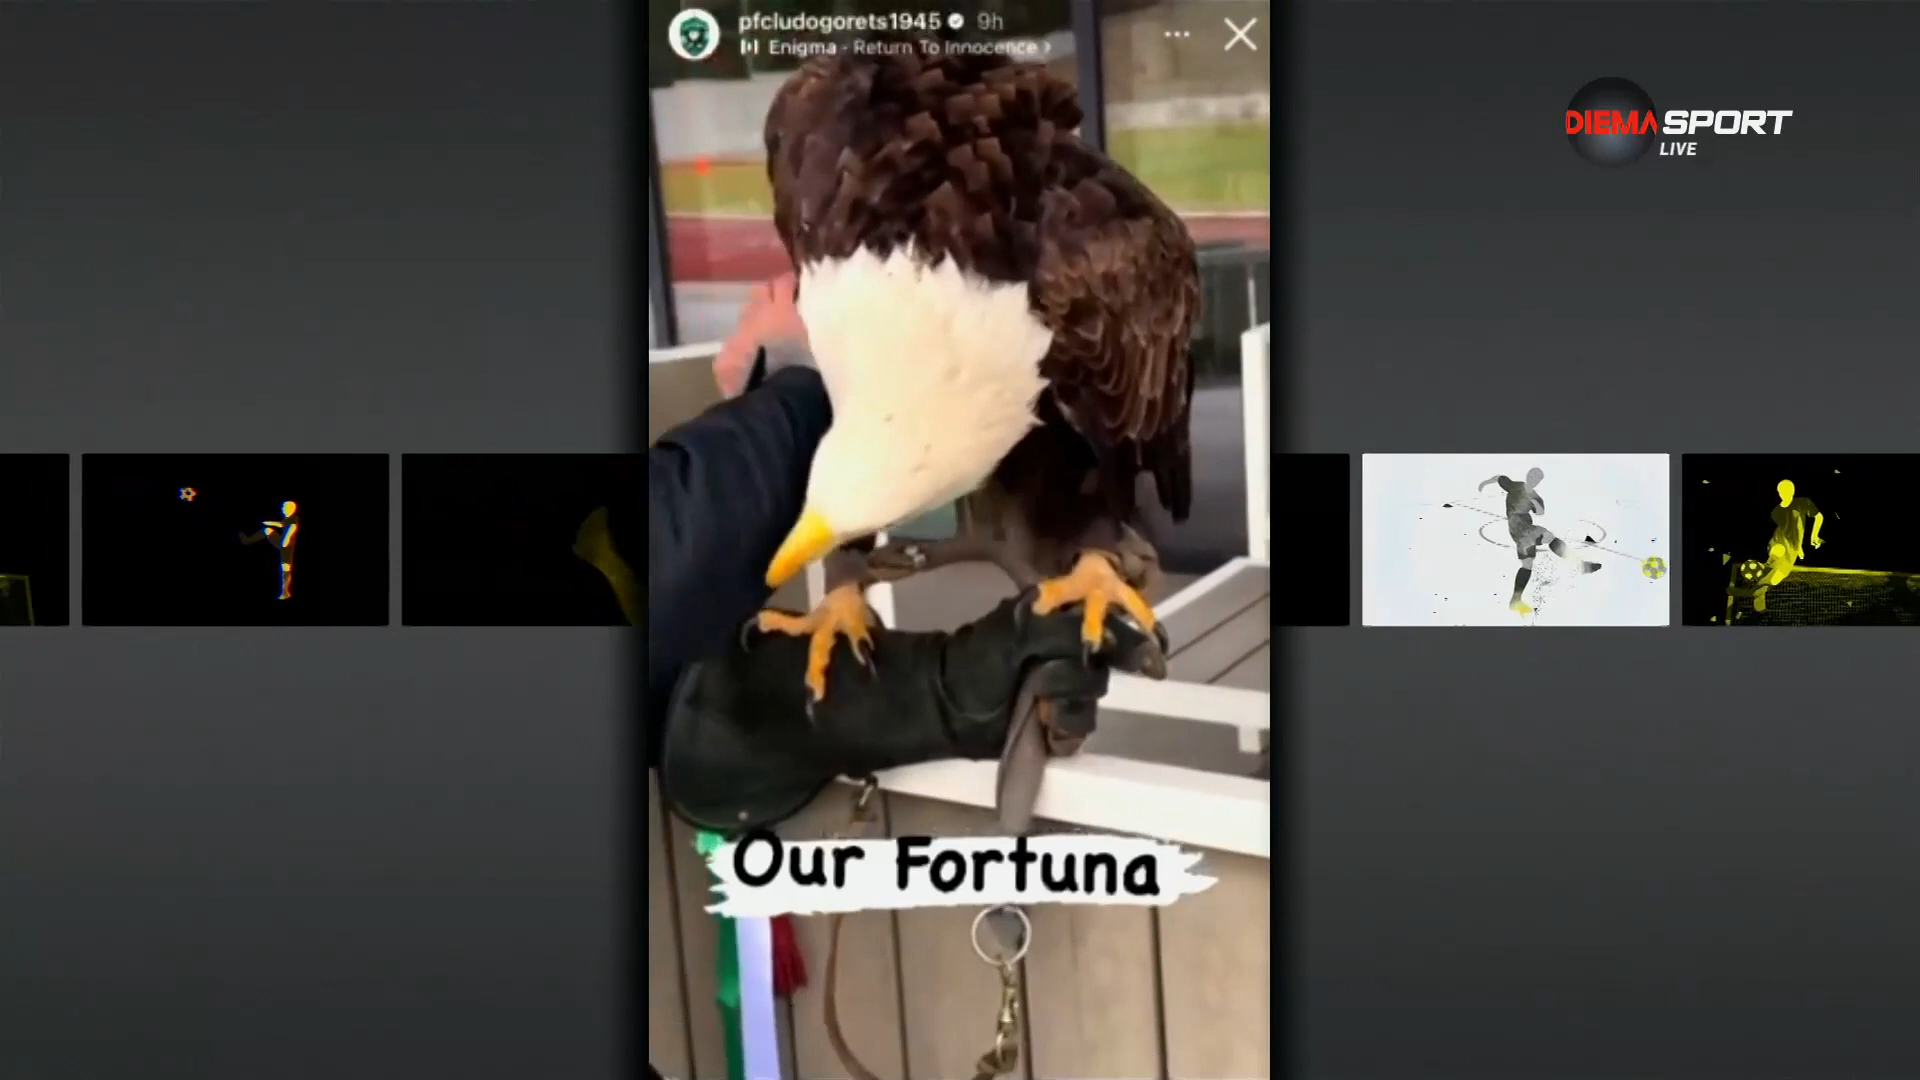 pfcludogorets1945 9h
Enigma - Return To Innocence
DIEMA SPORT
LIVE
Our Fortuna